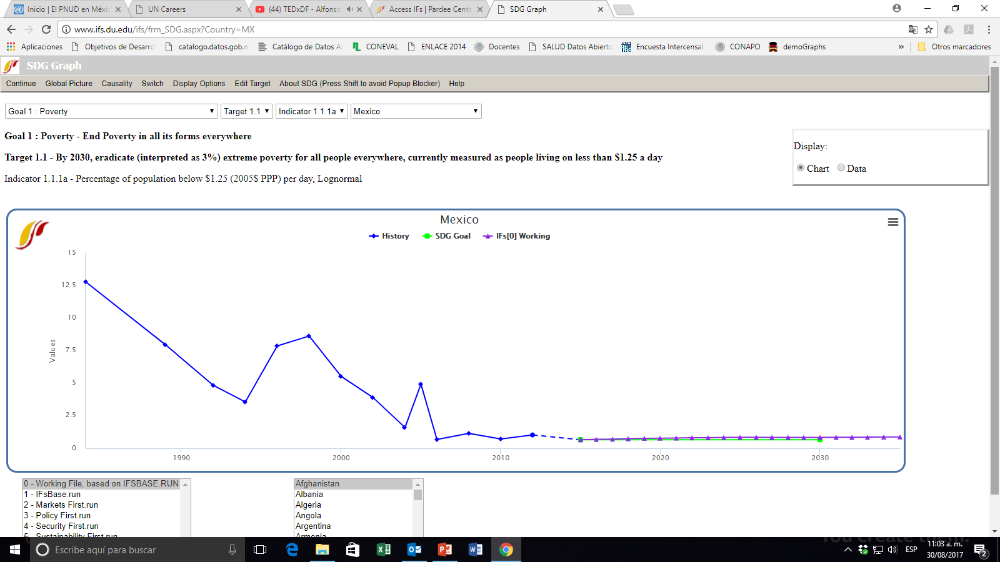 Inicio | El PNUD en Méxic
UN Careers
(44) TEDxDF - Alfonso
Access IFs | Pardee Cente
SDG Graph
www.ifs.du.edu/ifs/frm_SDG.aspx?Country=MX
Aplicaciones
Objetivos de Desarro
catalogo.datos.gob.m
Catálogo de Datos Ab
CONEVAL
ENLACE 2014
Docentes
SALUD Datos Abierto
Encuesta Intercensal
CONAPO
demoGraphs
»
Otros marcadores
SDG Graph
Continue
Global Picture
Causality
Switch
Display Options
Edit Target
About SDG (Press Shift to avoid Popup Blocker)
Help
Goal 1 : Poverty
Target 1.1
Indicator 1.1.1a
Mexico
Goal 1 : Poverty - End Poverty in all its forms everywhere
Target 1.1 - By 2030, eradicate (interpreted as 3%) extreme poverty for all people everywhere, currently measured as people living on less than $1.25 a day
Indicator 1.1.1a - Percentage of population below $1.25 (2005$ PPP) per day, Lognormal
Display:
Chart
Data
Mexico
History
SDG Goal
IFs[0] Working
Values
15
12.5
10
7.5
5
2.5
0
1990
2000
2010
2020
2030
0 - Working File, based on IFSBASE.RUN
1 - IFsBase.run
2 - Markets First.run
3 - Policy First.run
4 - Security First.run
5 - Sustainability First.run
Afghanistan
Albania
Algeria
Angola
Argentina
Armenia
You create them.
Escribe aquí para buscar
ESP
11:03 a. m.
30/08/2017
2